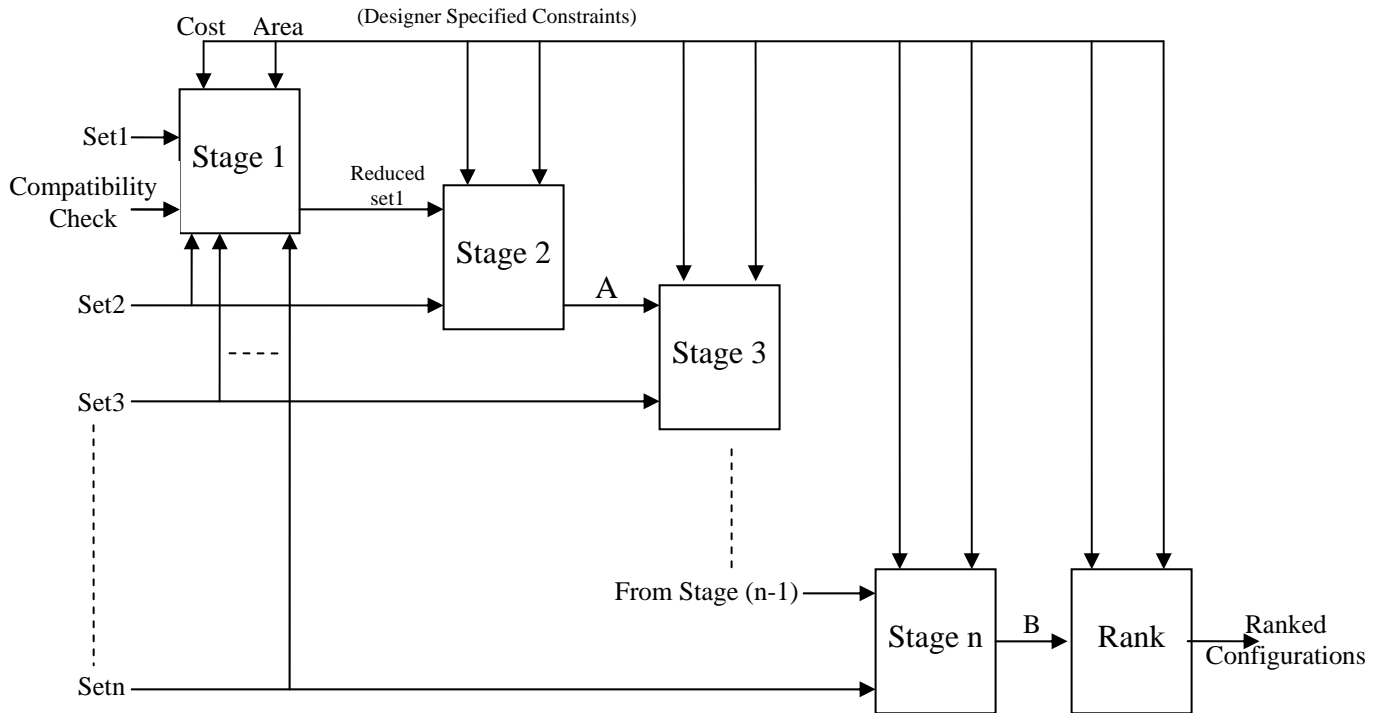 (Designer Specified Constraints)
Cost Area
Set1
Stage 1
Compatibility
Check
Reduced
set1
Stage 2
Set2
A
Stage 3
Set3
From Stage (n-1)
Stage n
B
Rank
Ranked
Configurations
Setn